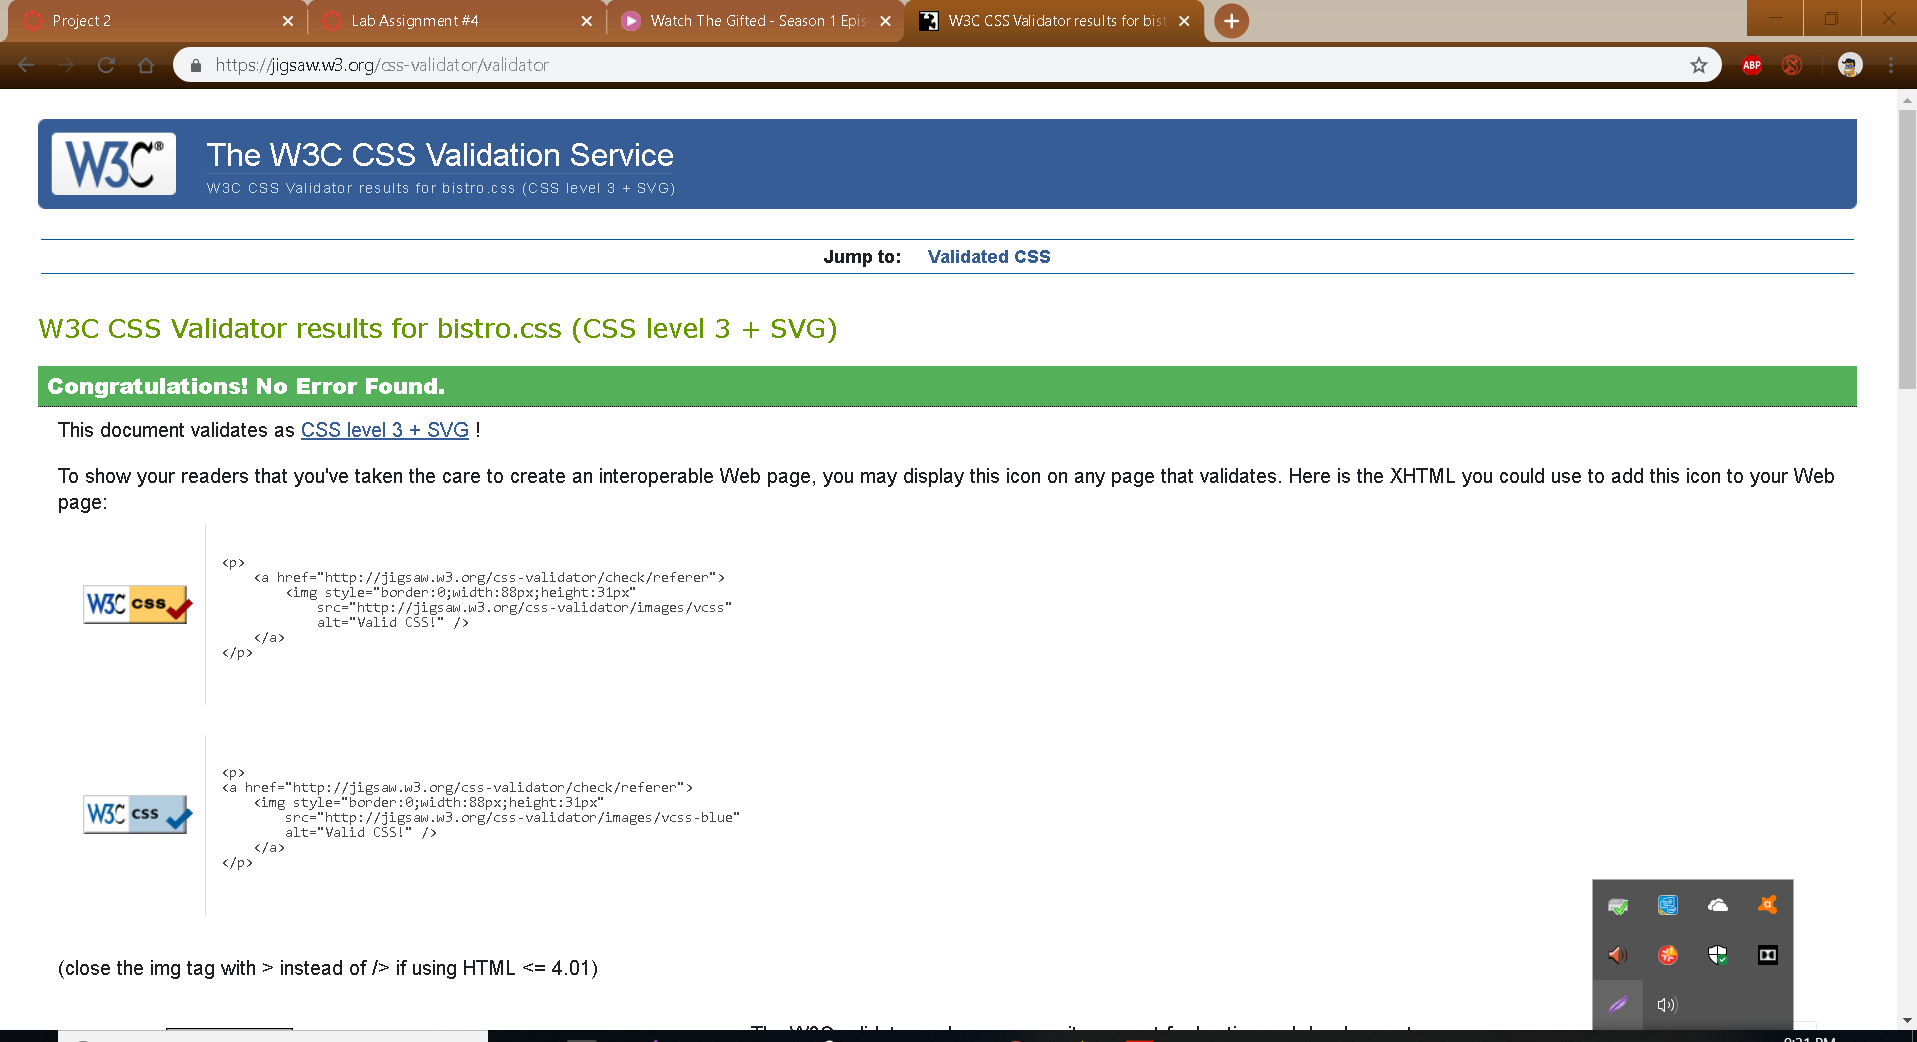 Project 2
Lab Assignment #4
Watch The Gifted - Season 1 Epis
W3C CSS Validator results for bist
https://jigsaw.w3.org/css-validator/validator
ABP
W3C®
The W3C CSS Validation Service
W3C CSS Validator results for bistro.css (CSS level 3 + SVG)
Jump to: Validated CSS
W3C CSS Validator results for bistro.css (CSS level 3 + SVG)
Congratulations! No Error Found.
This document validates as CSS level 3 + SVG !
To show your readers that you've taken the care to create an interoperable Web page, you may display this icon on any page that validates. Here is the XHTML you could use to add this icon to your Web
page:
W3C css
<p>
<a href="http://jigsaw.w3.org/css-validator/check/referer">
<img style="border:0;width:88px;height:31px"
src="http://jigsaw.w3.org/css-validator/images/vcss"
alt="Valid CSS!" />
</a>
</p>
W3C css
<p>
<a href="http://jigsaw.w3.org/css-validator/check/referer">
<img style="border:0;width:88px;height:31px"
src="http://jigsaw.w3.org/css-validator/images/vcss-blue"
alt="Valid CSS!" />
</a>
</p>
(close the img tag with > instead of /> if using HTML <= 4.01)